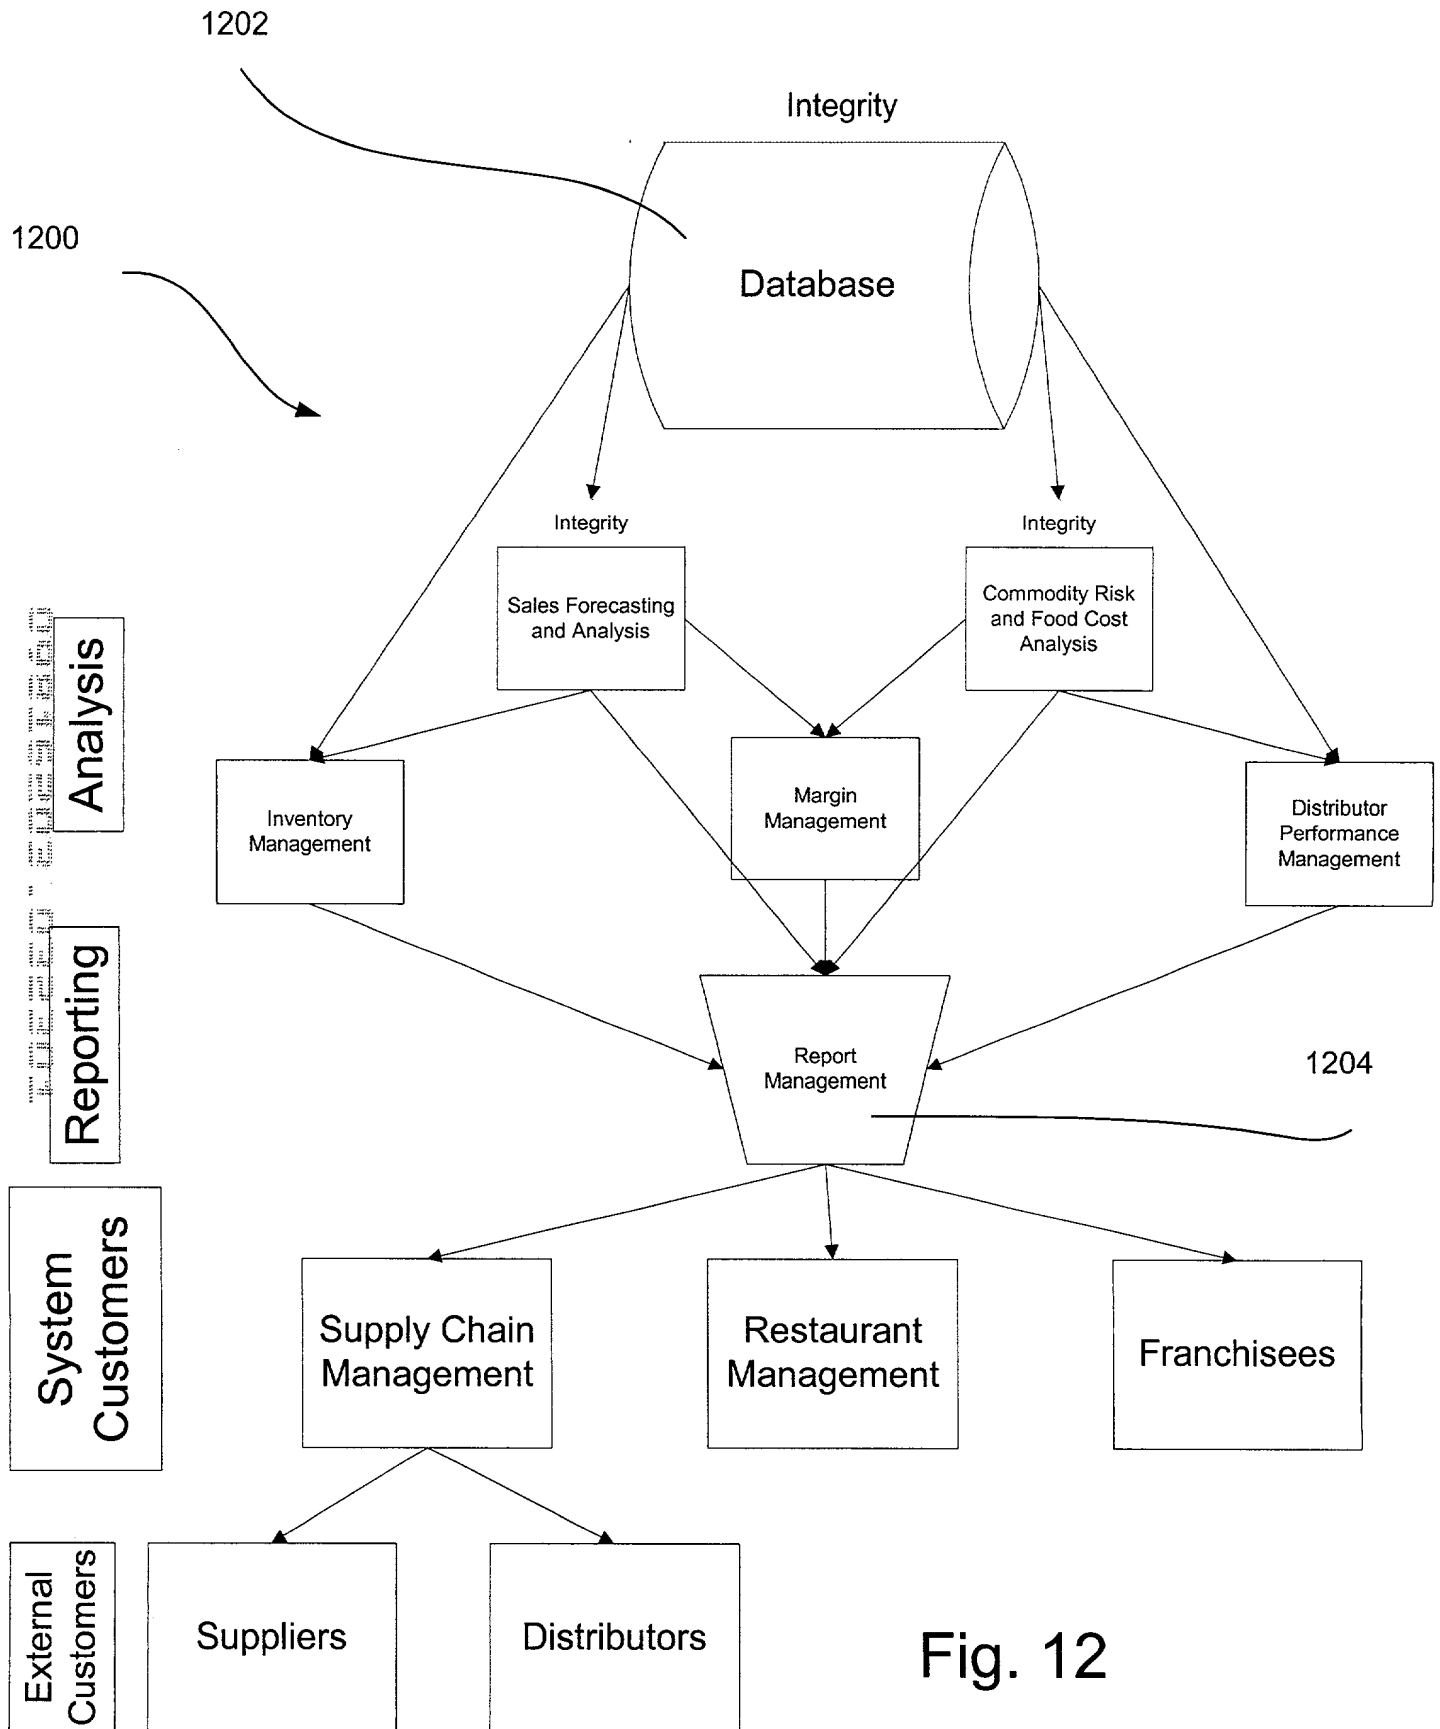 1202
Integrity
1200
Database
Integrity
Integrity
Sales Forecasting
and Analysis
Commodity Risk
and Food Cost
Analysis
Analysis
Inventory
Management
Margin
Management
Distributor
Performance
Management
Reporting
Report
Management
1204
System
Customers
Supply Chain
Management
Restaurant
Management
Franchisees
External
Customers
Suppliers
Distributors
Fig. 12